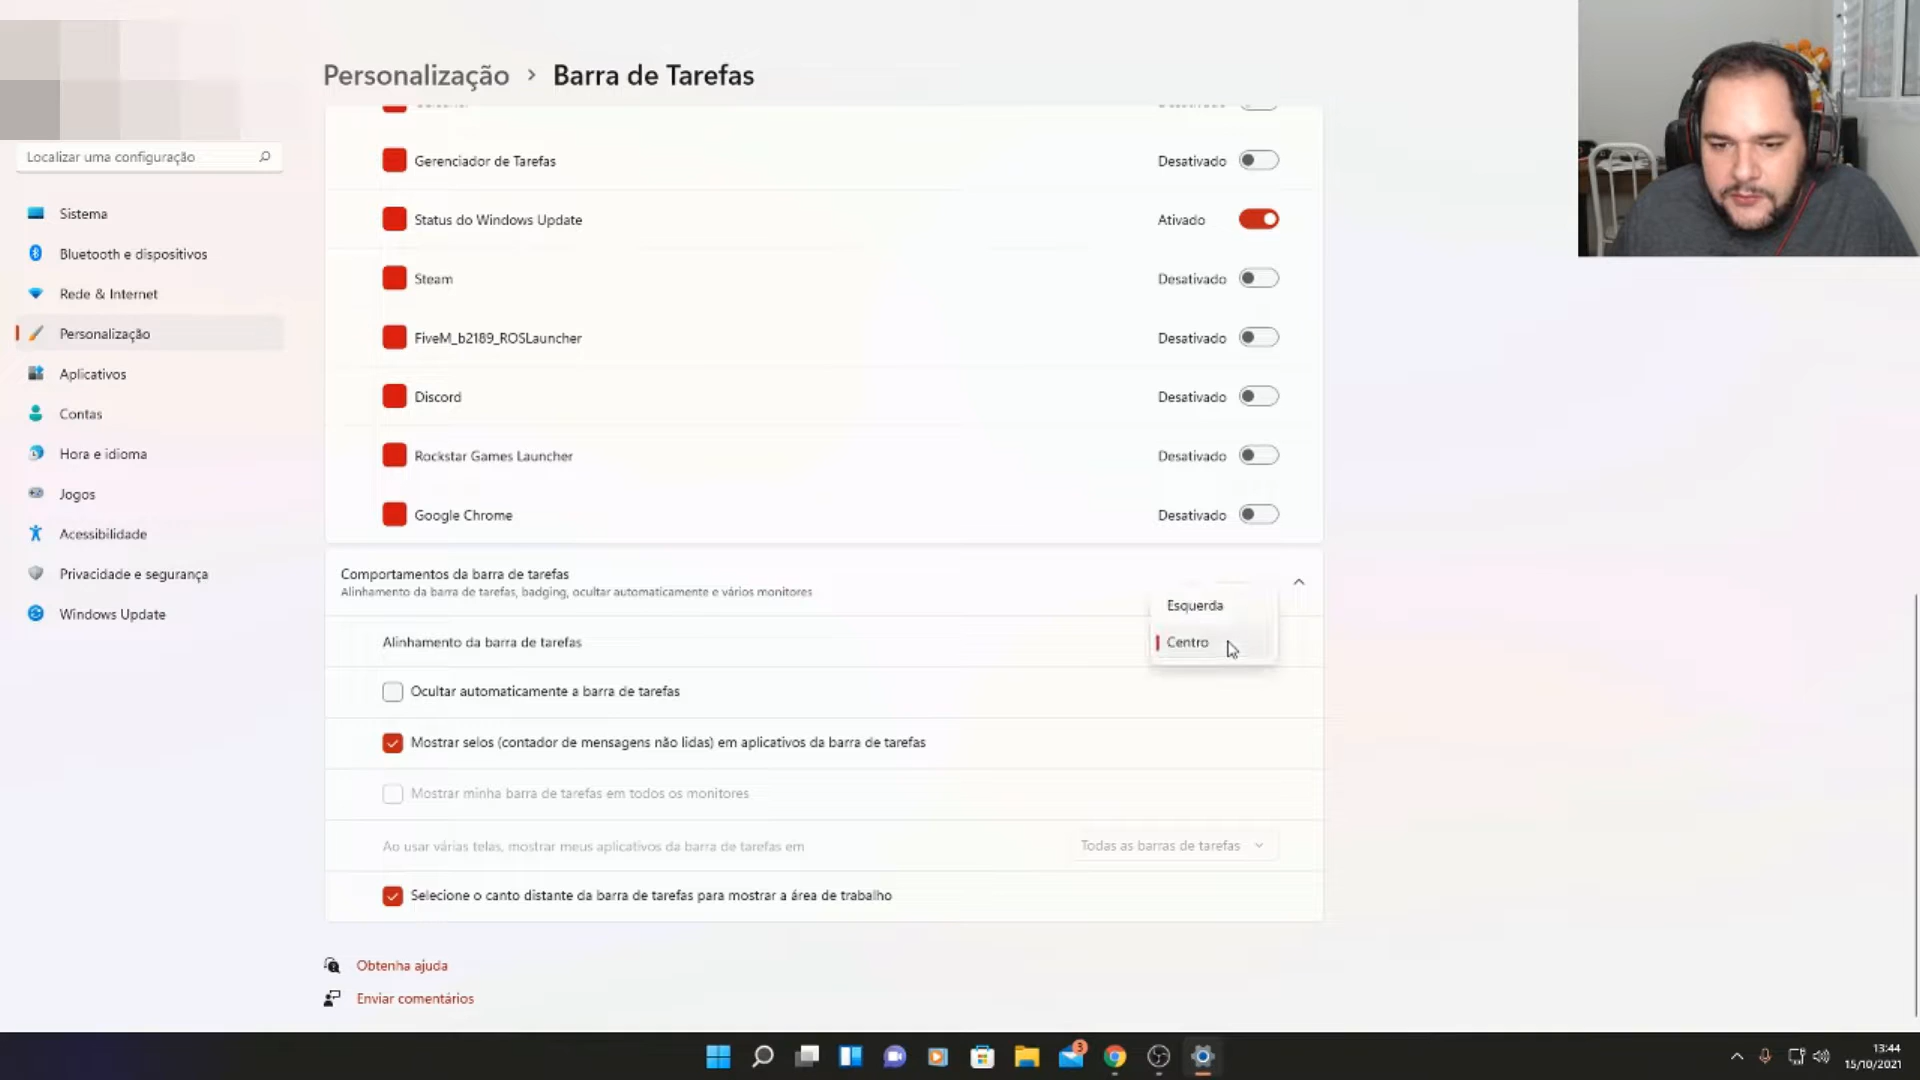 Personalização > Barra de Tarefas
Localizar uma configuração
Sistema
Bluetooth e dispositivos
Rede & Internet
Personalização
Aplicativos
Contas
Hora e idioma
Jogos
Acessibilidade
Privacidade e segurança
Windows Update
Gerenciador de Tarefas
Desativado
Status do Windows Update
Ativado
Steam
Desativado
FiveM_b2189_ROSLauncher
Desativado
Discord
Desativado
Rockstar Games Launcher
Desativado
Google Chrome
Desativado
Comportamentos da barra de tarefas
Alinhamento da barra de tarefas, badging, ocultar automaticamente e vários monitores
Alinhamento da barra de tarefas
Esquerda
Centro
Ocultar automaticamente a barra de tarefas
Mostrar selos (contador de mensagens não lidas) em aplicativos da barra de tarefas
Mostrar minha barra de tarefas em todos os monitores
Ao usar várias telas, mostrar meus aplicativos da barra de tarefas em
Todas as barras de tarefas
Selecione o canto distante da barra de tarefas para mostrar a área de trabalho
Obtenha ajuda
Enviar comentários
3
13:44
15/10/2021